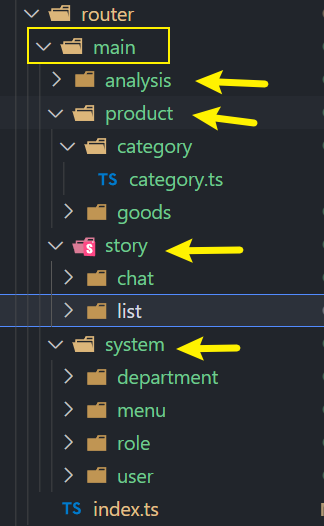 router
main
analysis
product
category
TS category.ts
goods
story
chat
list
system
department
menu
role
user
TS index.ts